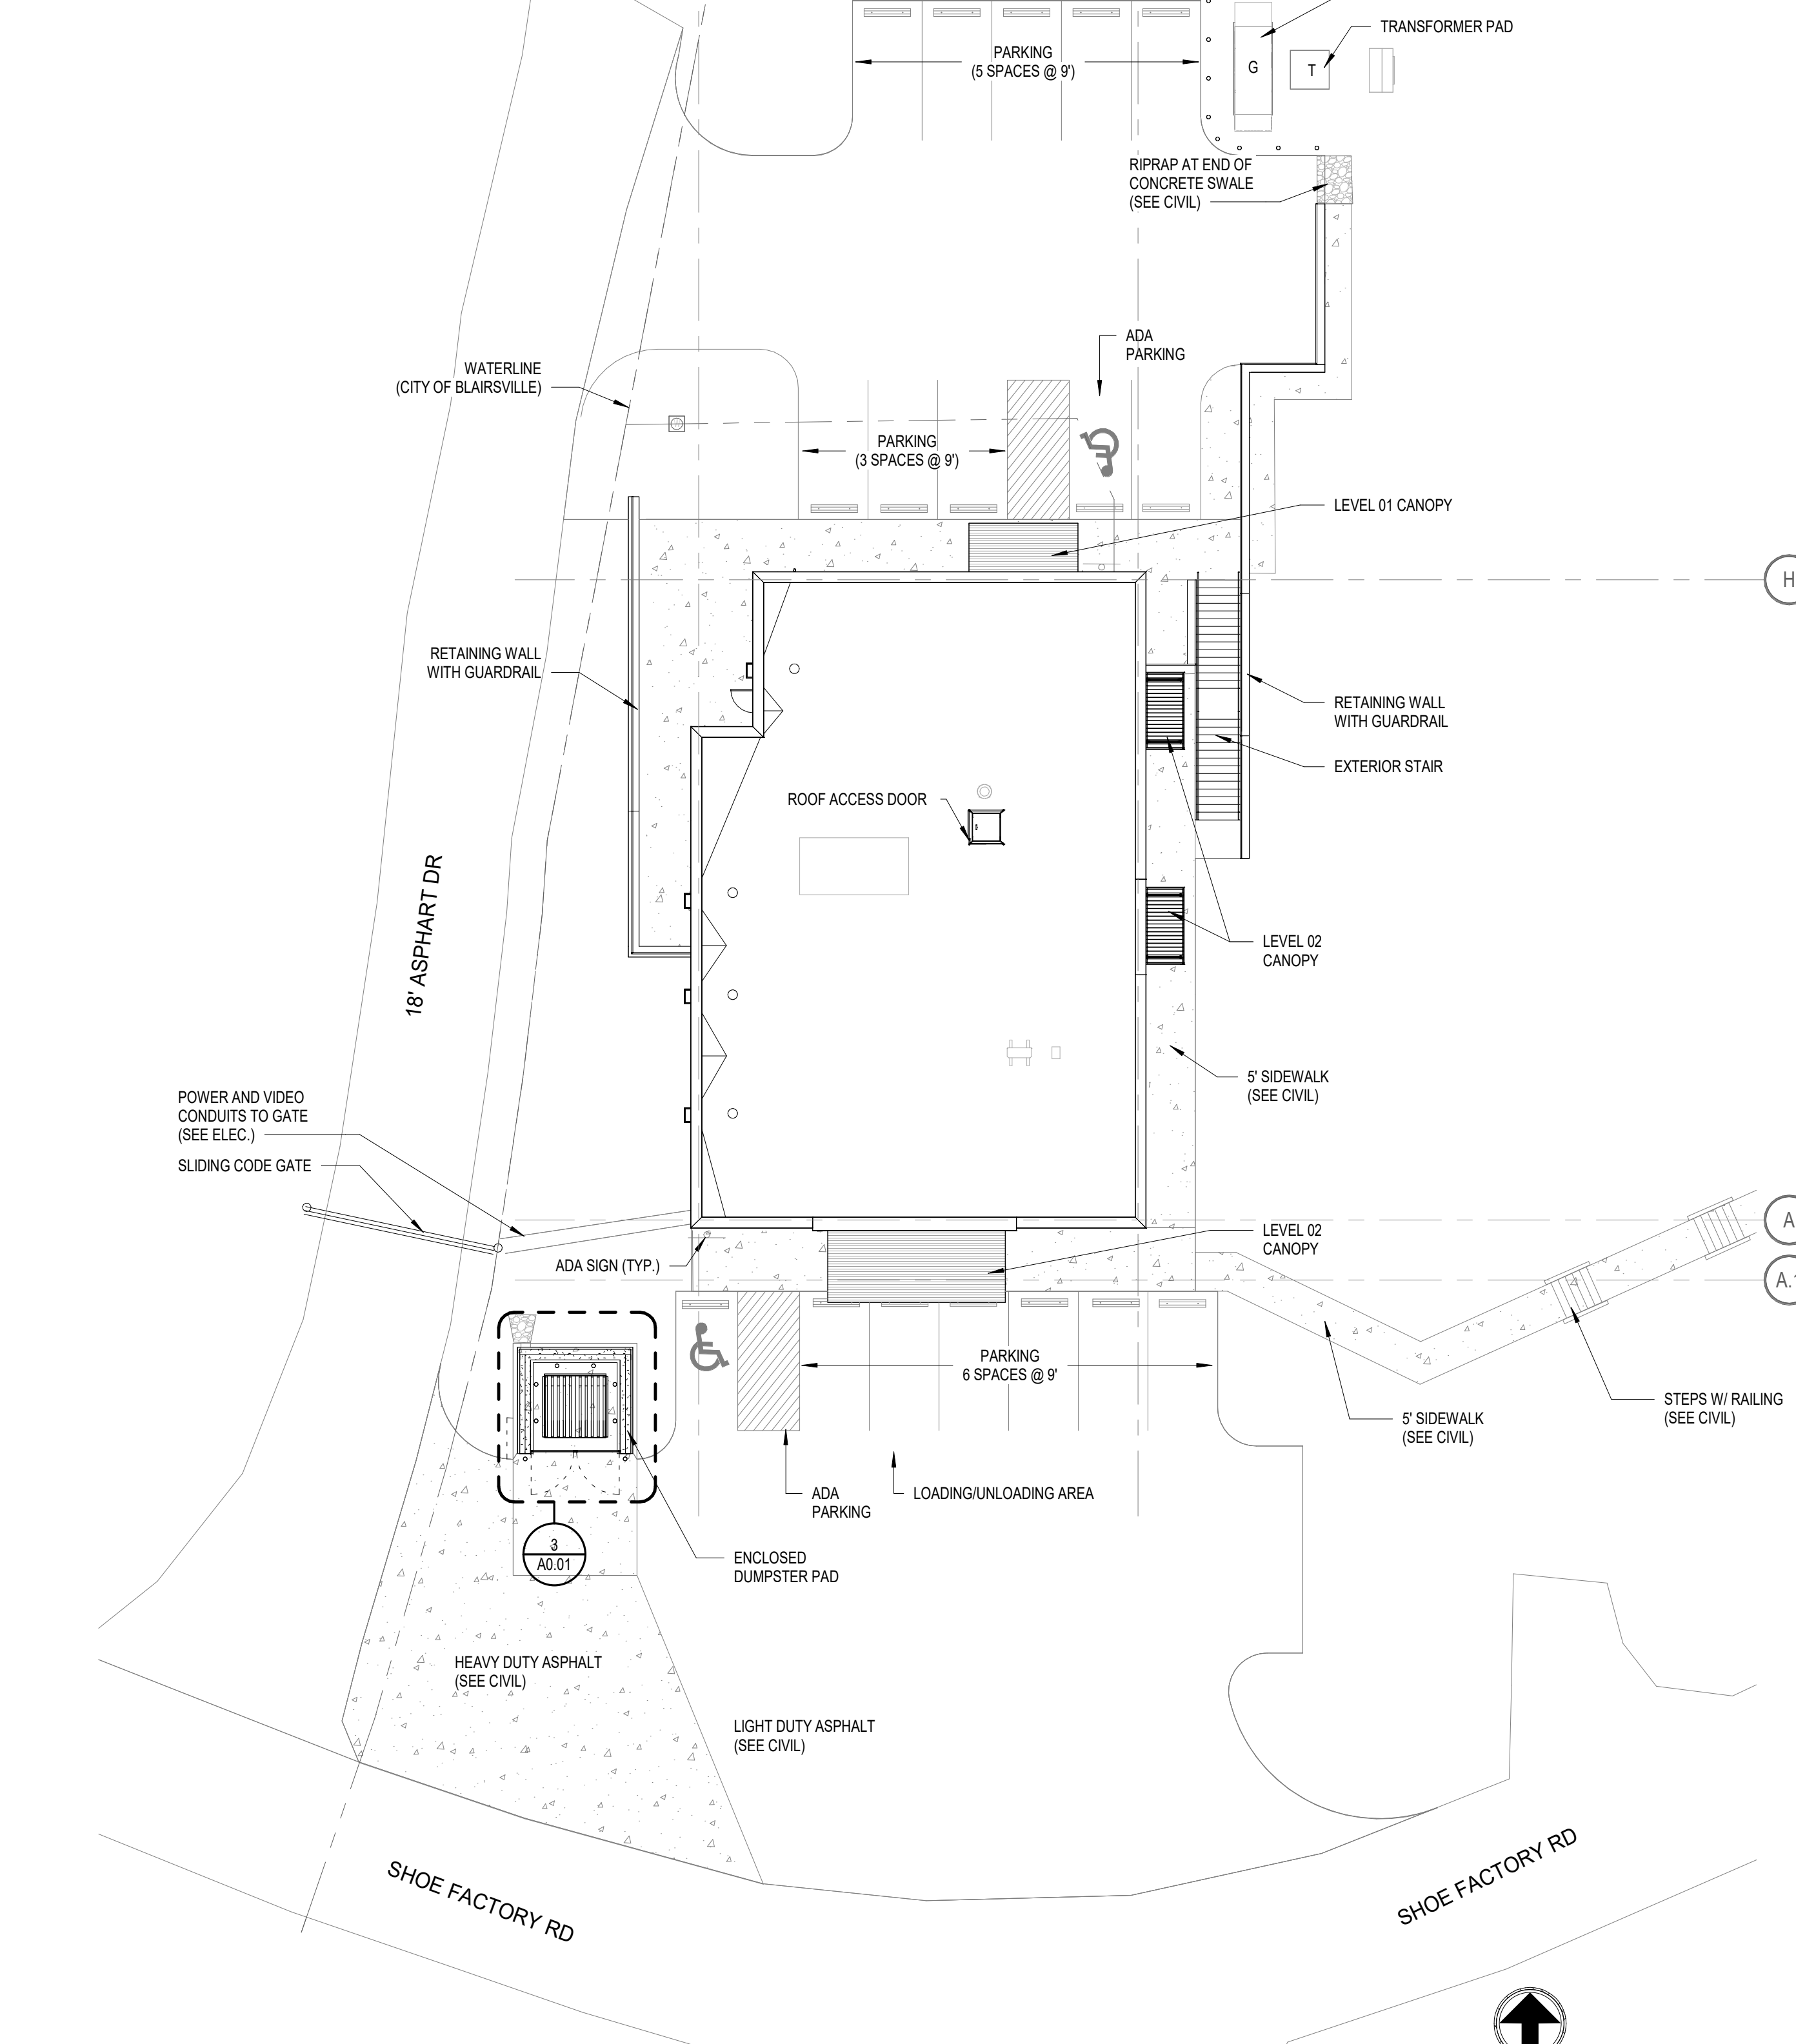 TRANSFORMER PAD
PARKING
(5 SPACES @ 9')
G
T
RIPRAP AT END OF
CONCRETE SWALE
(SEE CIVIL)
ADA
PARKING
WATERLINE
(CITY OF BLAIRSVILLE)
PARKING
(3 SPACES @ 9')
LEVEL 01 CANOPY
H
RETAINING WALL
WITH GUARDRAIL
RETAINING WALL
WITH GUARDRAIL
EXTERIOR STAIR
ROOF ACCESS DOOR
18' ASPHART DR
LEVEL 02
CANOPY
5' SIDEWALK
(SEE CIVIL)
POWER AND VIDEO
CONDUITS TO GATE
(SEE ELEC.)
SLIDING CODE GATE
A
LEVEL 02
CANOPY
ADA SIGN (TYP.)
A.1
PARKING
6 SPACES @ 9'
STEPS W/ RAILING
(SEE CIVIL)
5' SIDEWALK
(SEE CIVIL)
ADA
PARKING
LOADING/UNLOADING AREA
3
A0.01
ENCLOSED
DUMPSTER PAD
HEAVY DUTY ASPHALT
(SEE CIVIL)
LIGHT DUTY ASPHALT
(SEE CIVIL)
SHOE FACTORY RD
SHOE FACTORY RD